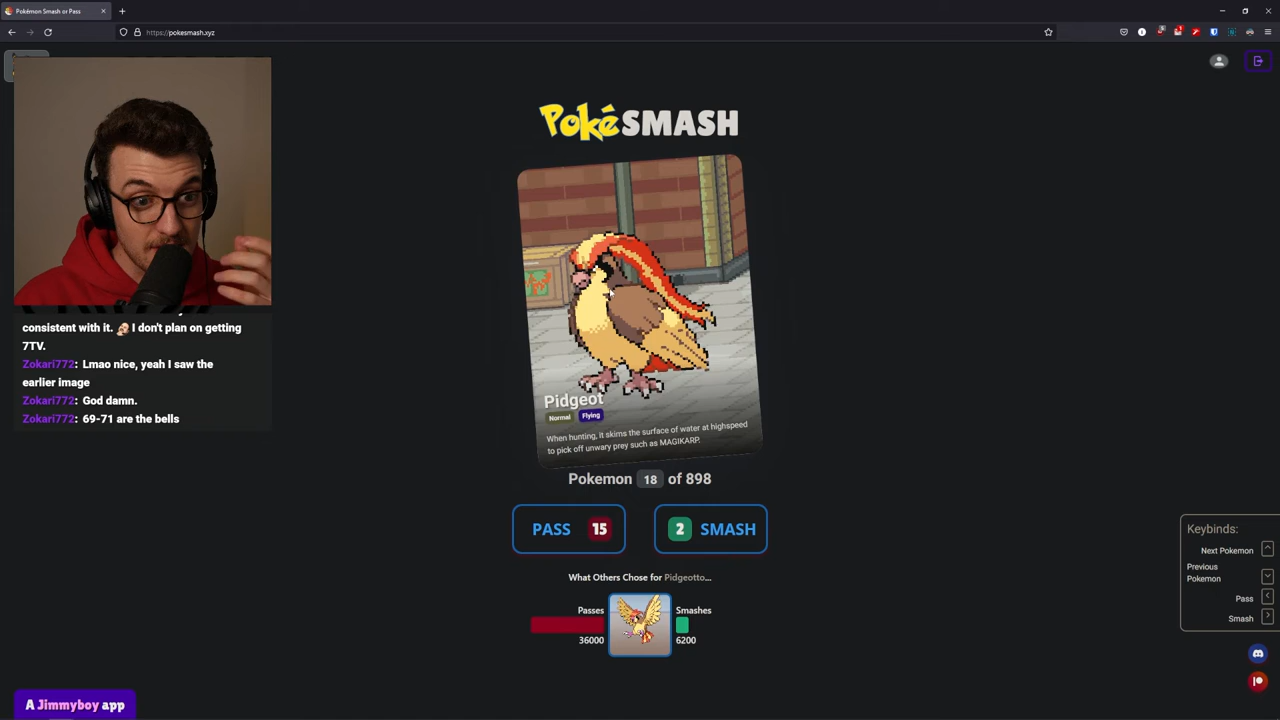 Pokémon Smash or Pass
https://pokesmash.xyz
PokéSMASH
consistent with it. I don't plan on getting
7TV.
Zokari772: Lmao nice, yeah I saw the
earlier image
Zokari772: God damn.
Zokari772: 69-71 are the bells
Pidgeot
Normal Flying
When hunting, It skims the surface of water at highspeed
to pick off unwary prey such as MAGIKARP.
Pokemon 18 of 898
PASS 15
2 SMASH
What Others Chose for Pidgeotto...
Passes
36000
Smashes
6200
Keybinds:
Next Pokemon
Previous
Pokemon
Pass
Smash
A Jimmyboy app